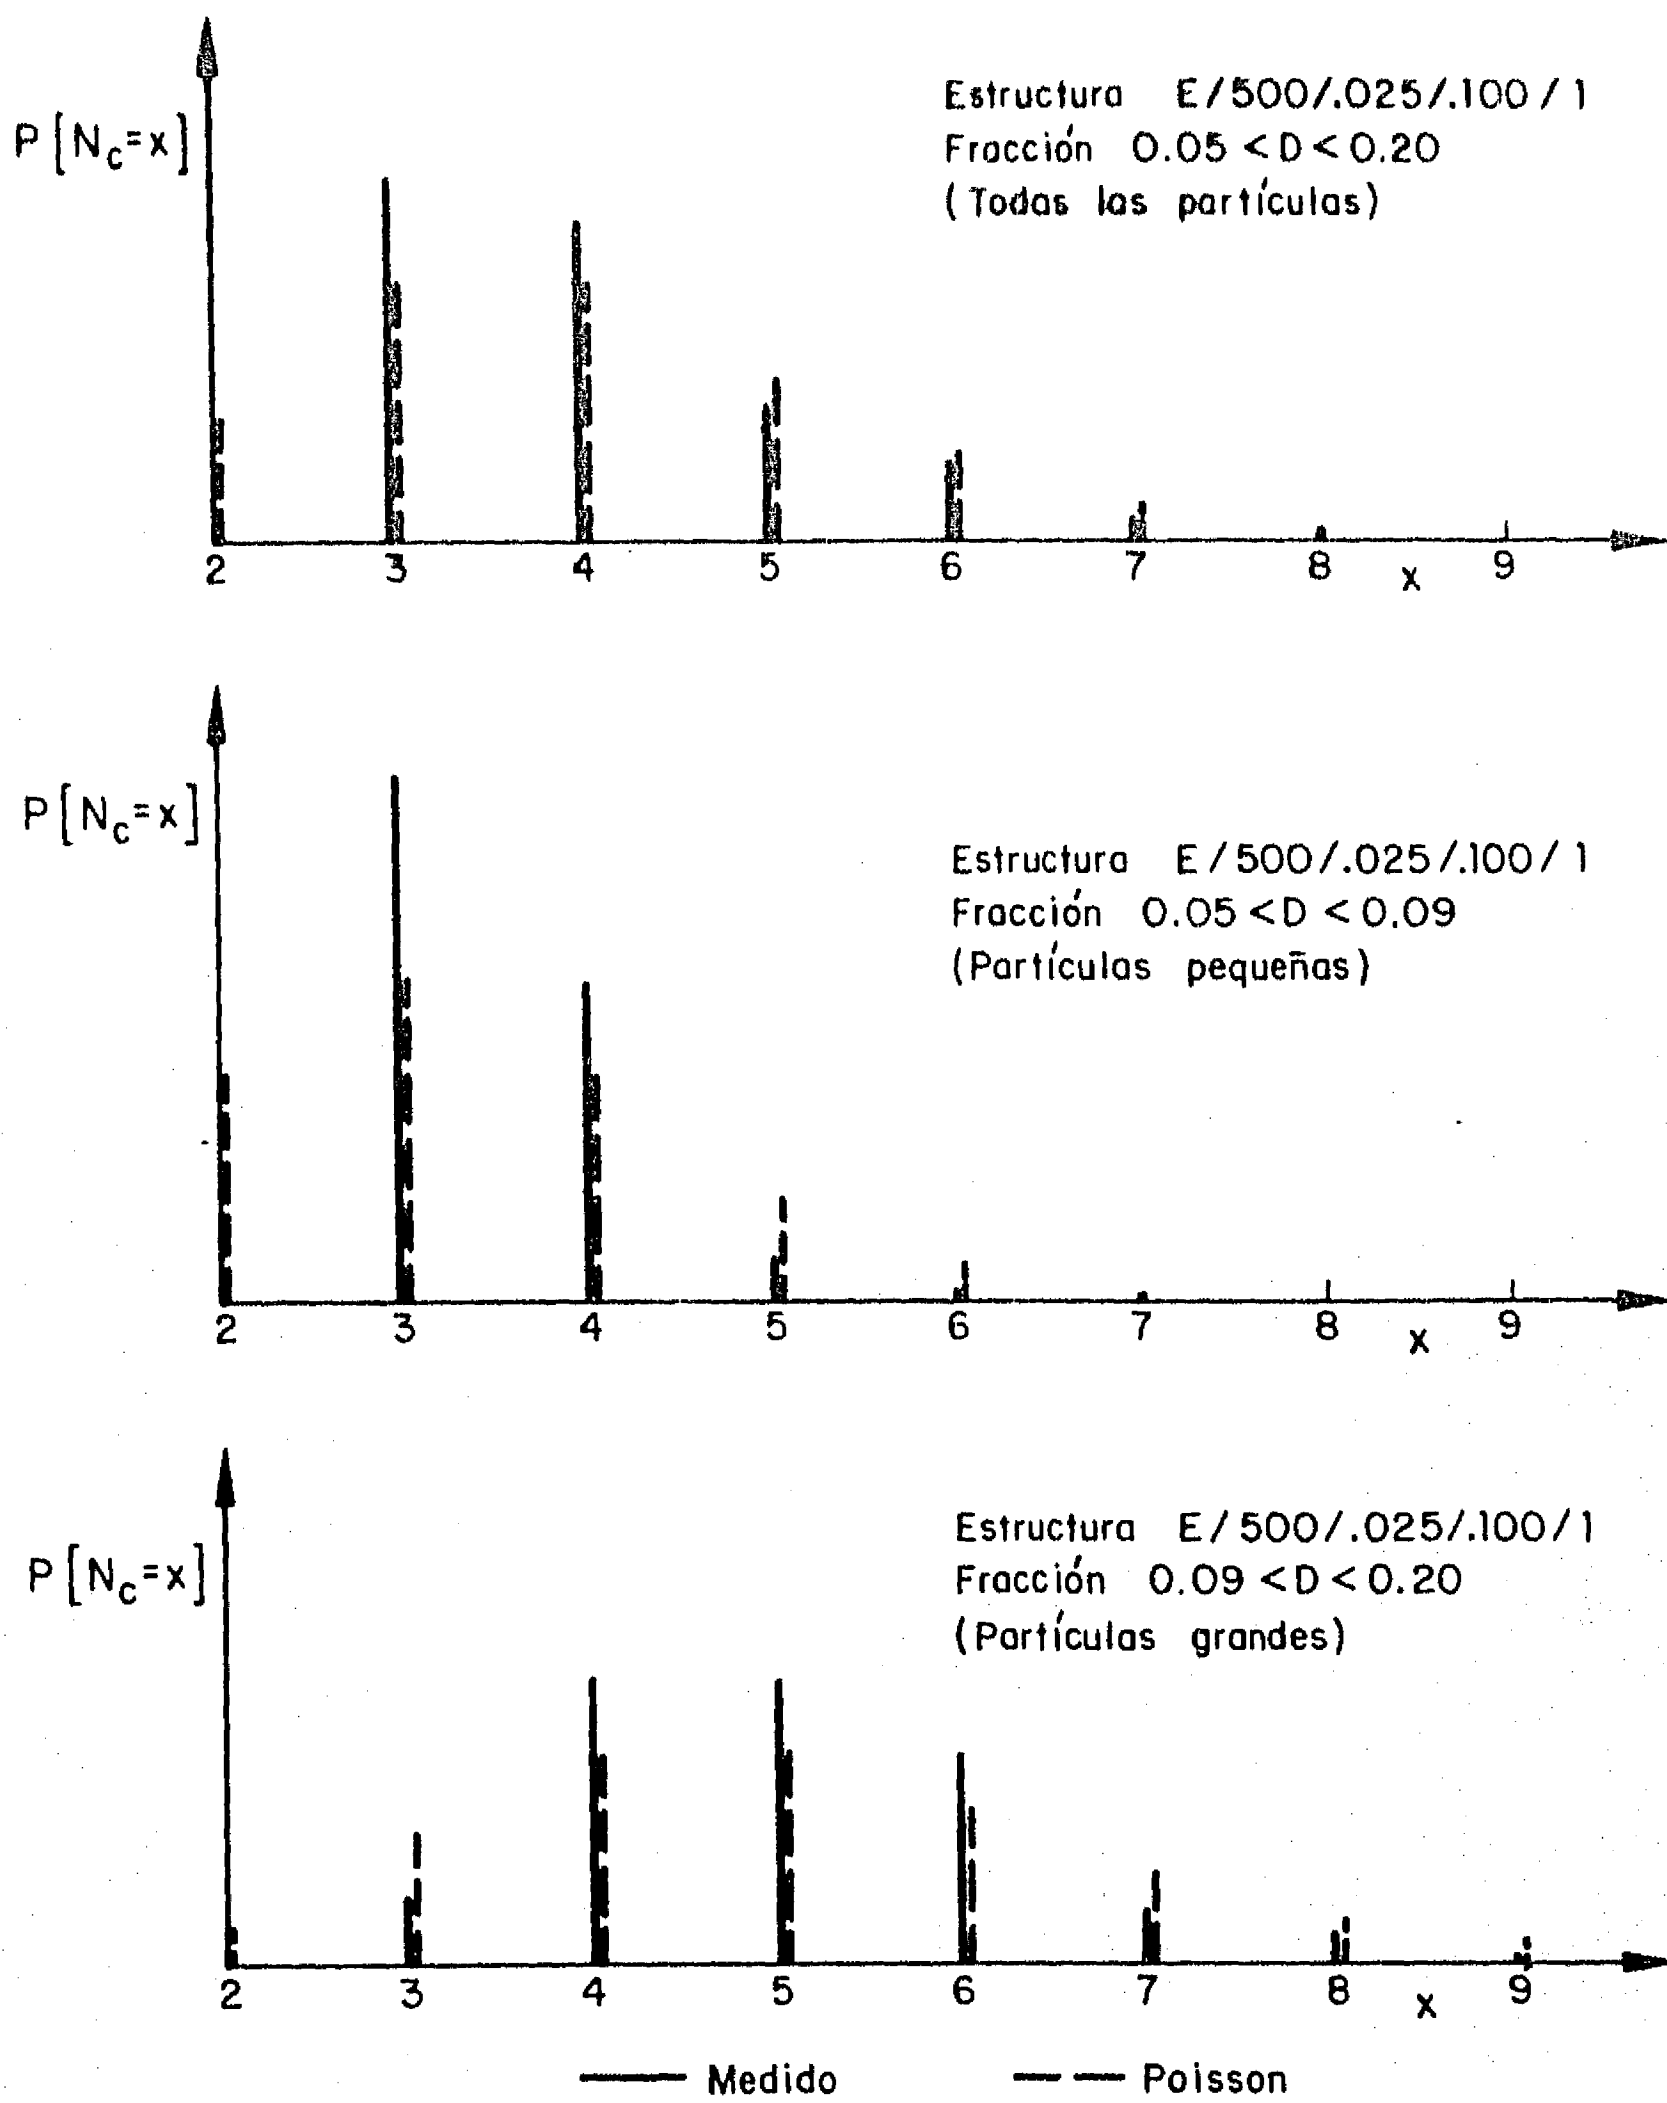 P[N_c=x]
Estructura E/500/.025/.100/1
Fracción 0.05 <D<0.20
(Todas las partículas)
2 3 4 5 6 7 8 x 9
P[N_c=x]
Estructura E/500/.025/.100/1
Fracción 0.05 <D <0.09
(Partículas pequeñas)
2 3 4 5 6 7 8 x 9
P[N_c=x]
Estructura E/500/.025/.100/1
Fracción 0.09 <D<0.20
(Partículas grandes)
2 3 4 5 6 7 8 x 9
Medido Poisson